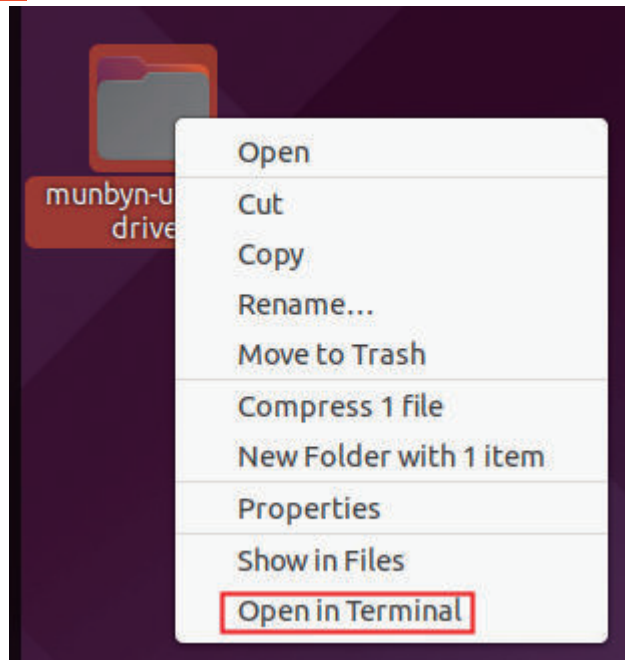 munbyn-u
drive
Open
Cut
Copy
Rename...
Move to Trash
Compress 1 file
New Folder with 1 item
Properties
Show in Files
Open in Terminal